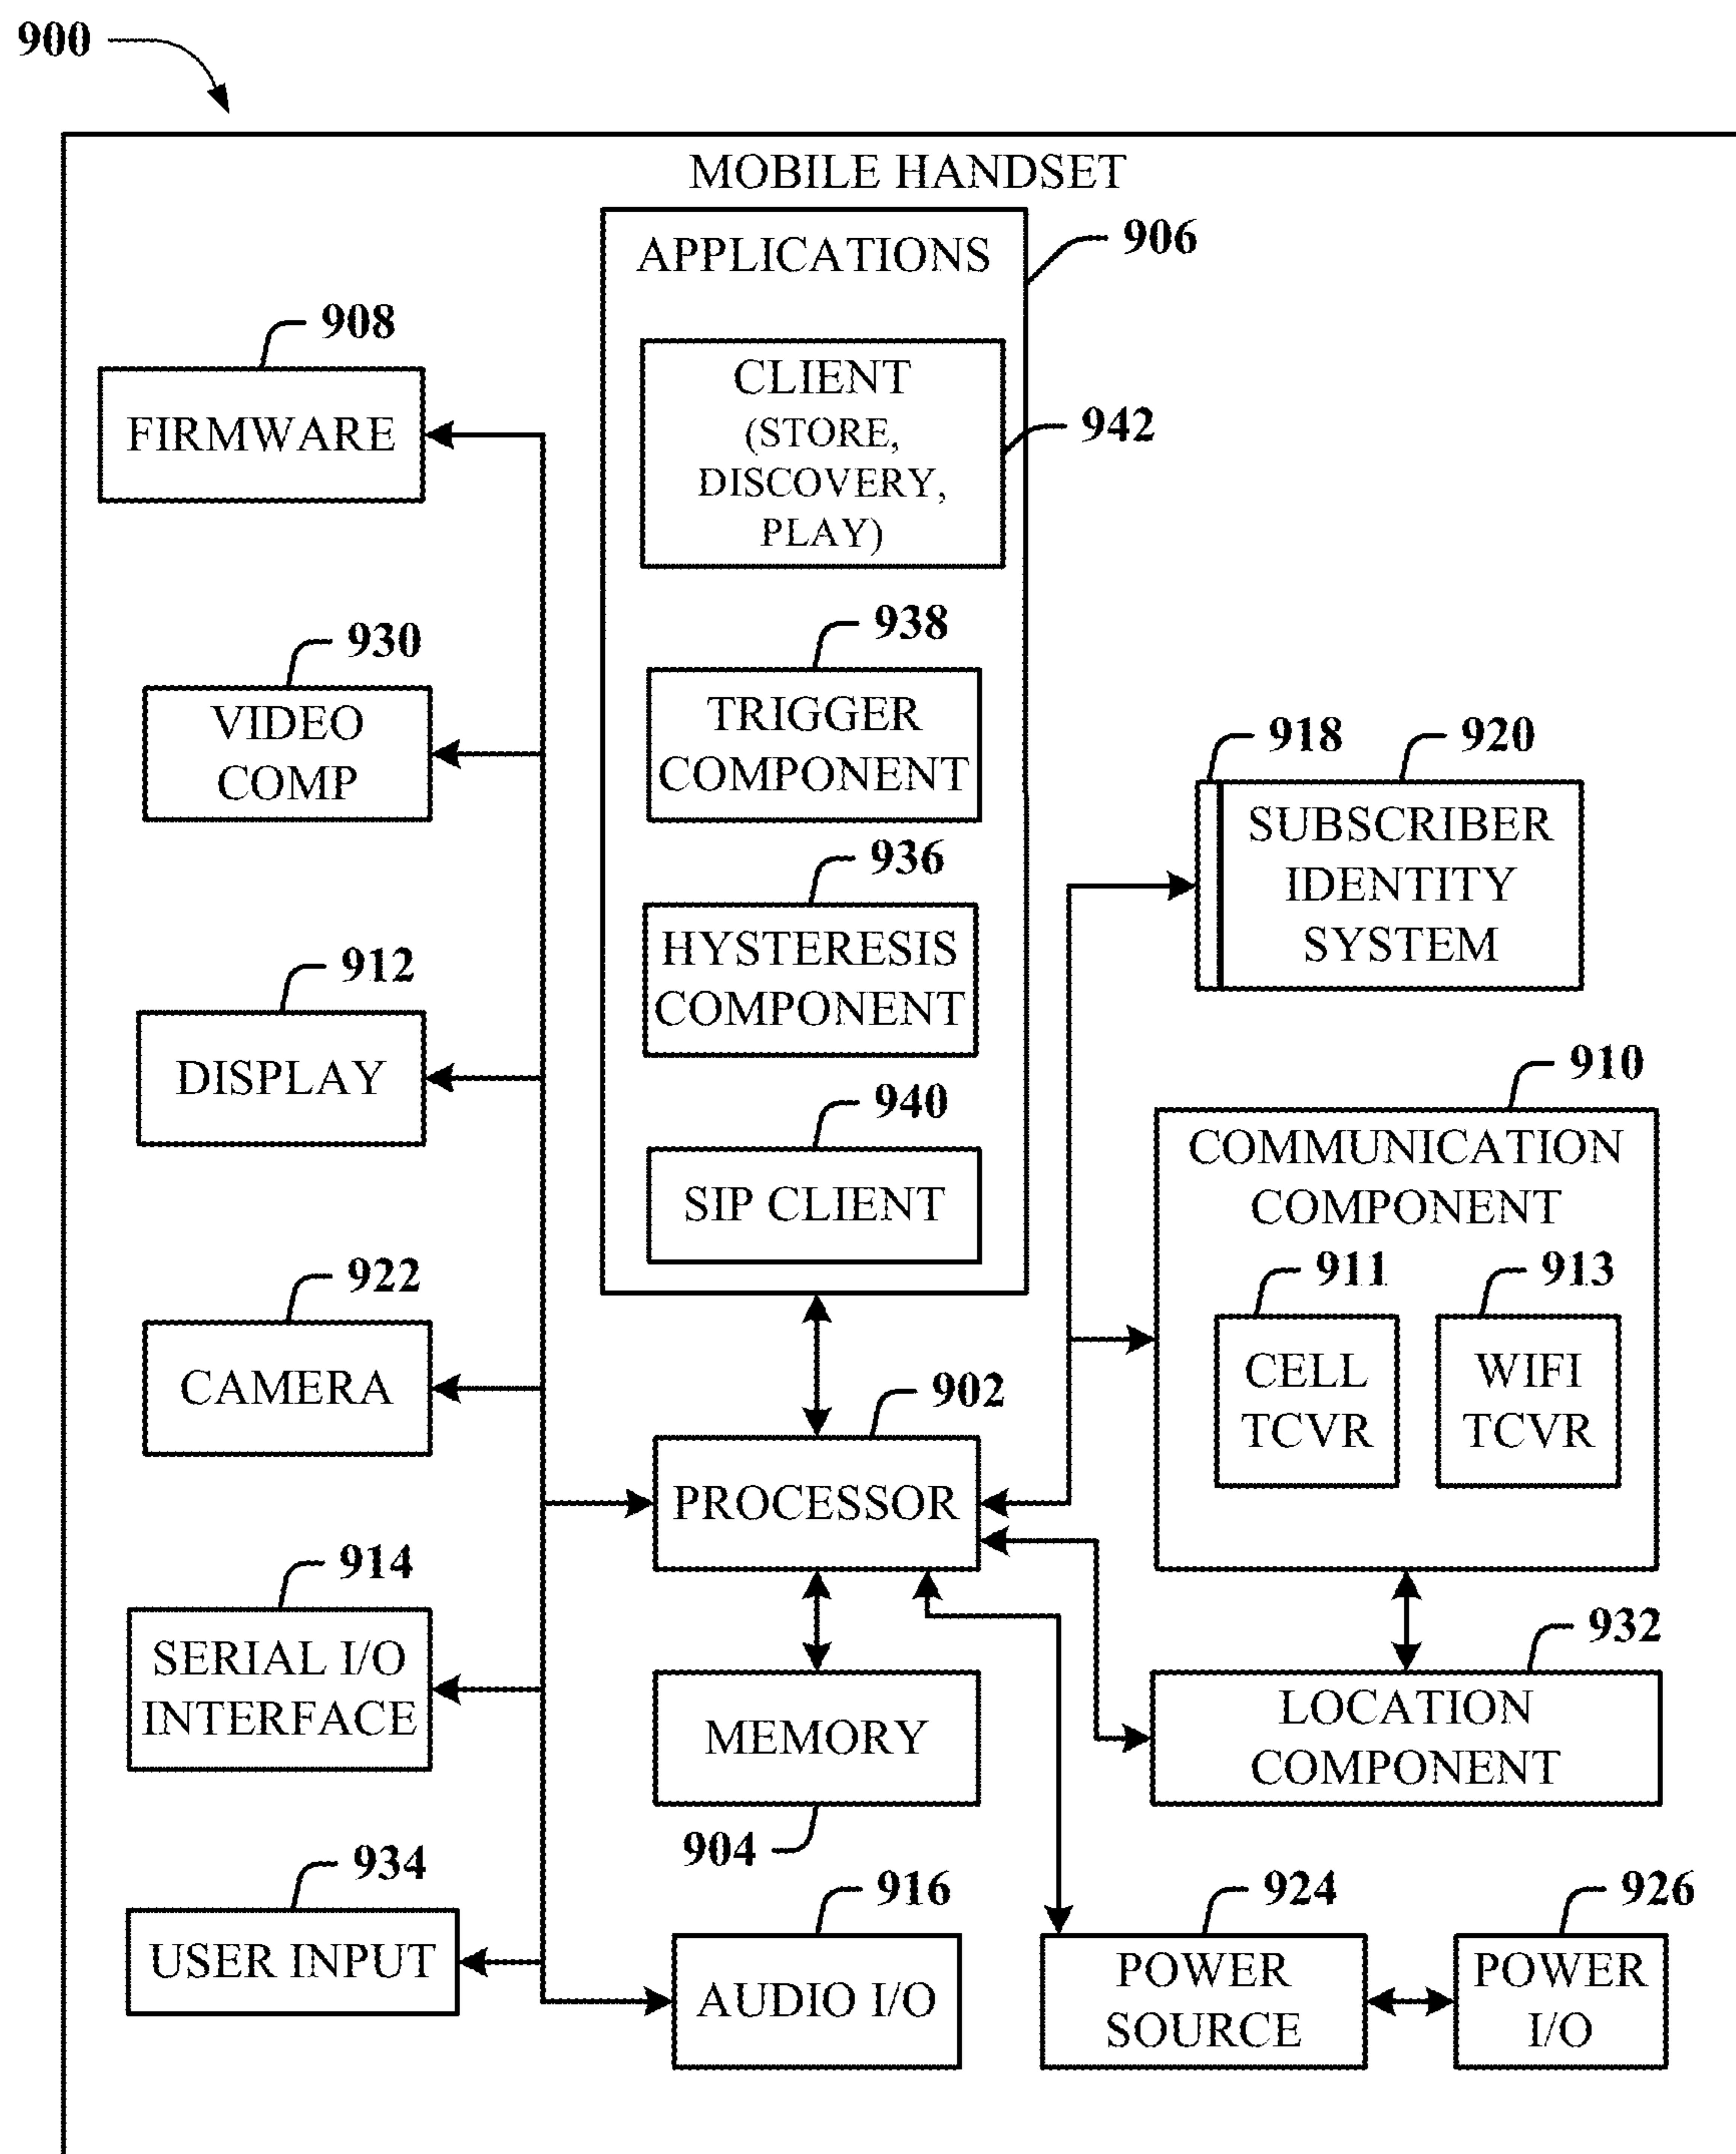 900
MOBILE HANDSET
APPLICATIONS
906
CLIENT
(STORE,
DISCOVERY,
PLAY)
942
938
TRIGGER
COMPONENT
936
HYSTERESIS
COMPONENT
940
SIP CLIENT
908
FIRMWARE
930
VIDEO
COMP
912
DISPLAY
922
CAMERA
914
SERIAL I/O
INTERFACE
934
USER INPUT
902
PROCESSOR
MEMORY
904
916
AUDIO I/O
918
920
SUBSCRIBER
IDENTITY
SYSTEM
910
COMMUNICATION
COMPONENT
911
CELL
TCVR
913
WIFI
TCVR
932
LOCATION
COMPONENT
924
POWER
SOURCE
926
POWER
I/O